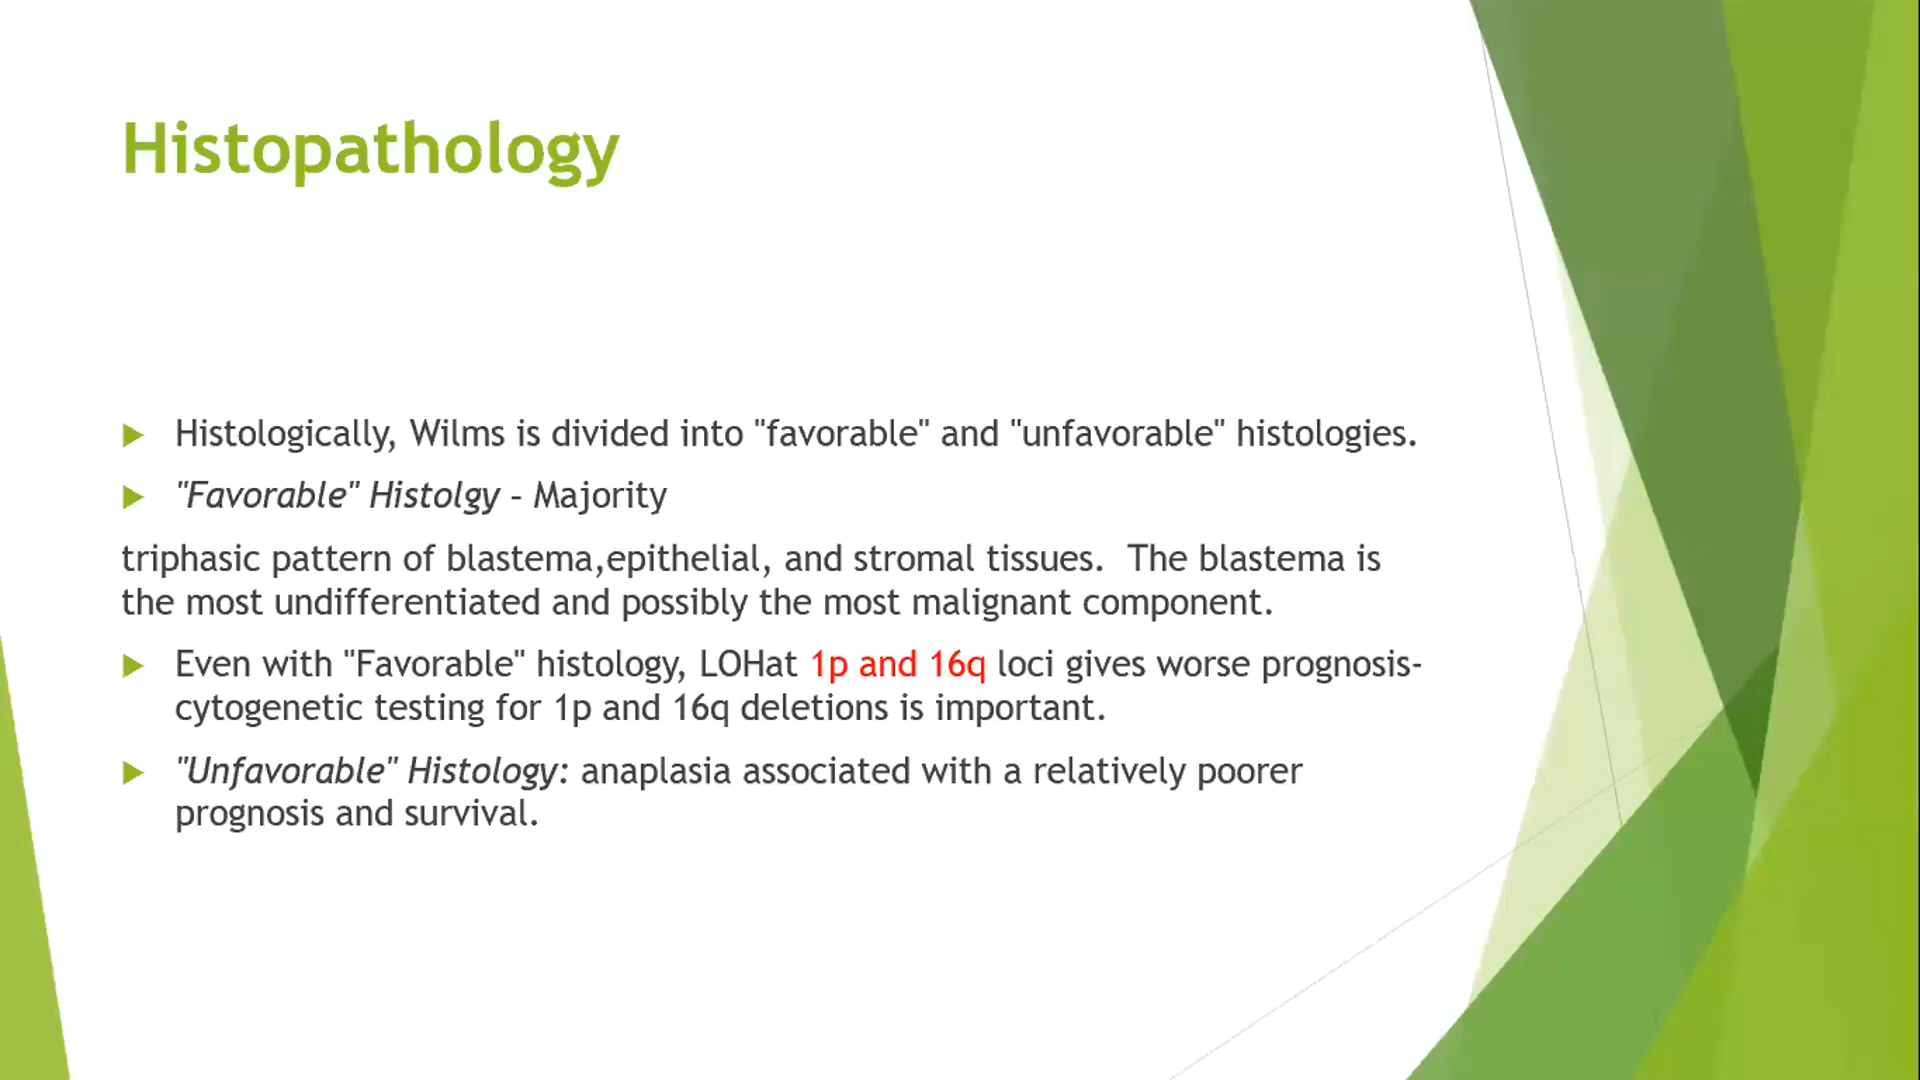 Histopathology
Histologically, Wilms is divided into "favorable" and "unfavorable" histologies.
"Favorable" Histolgy – Majority
triphasic pattern of blastema,epithelial, and stromal tissues.  The blastema is
the most undifferentiated and possibly the most malignant component.
Even with "Favorable" histology, LOHat 1p and 16q loci gives worse prognosis-
cytogenetic testing for 1p and 16q deletions is important.
"Unfavorable" Histology: anaplasia associated with a relatively poorer
prognosis and survival.